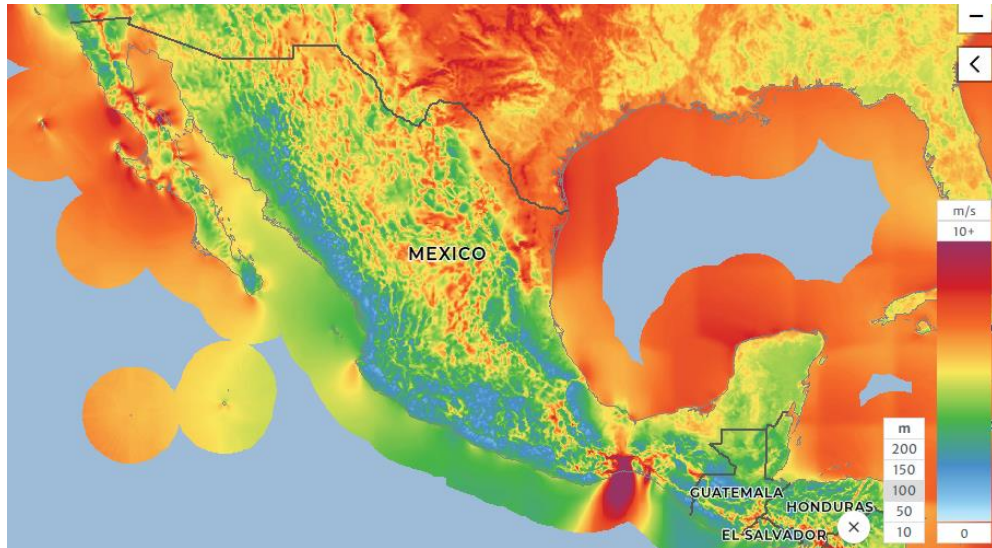 −
<
MEXICO
m/s
10+
m
200
150
100
50
10
0
GUATEMALA
HONDURAS
EL SALVADOR
×